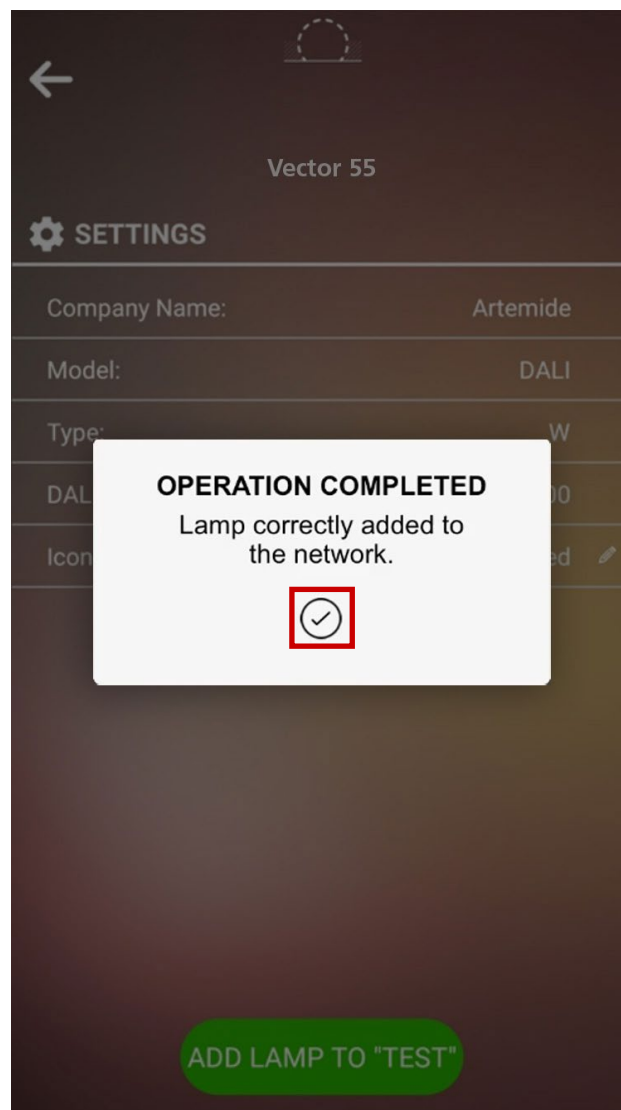 Vector 55
SETTINGS
Company Name: Artemide
Model: DALI
Type: W
OPERATION COMPLETED
Lamp correctly added to
the network.
ADD LAMP TO "TEST"